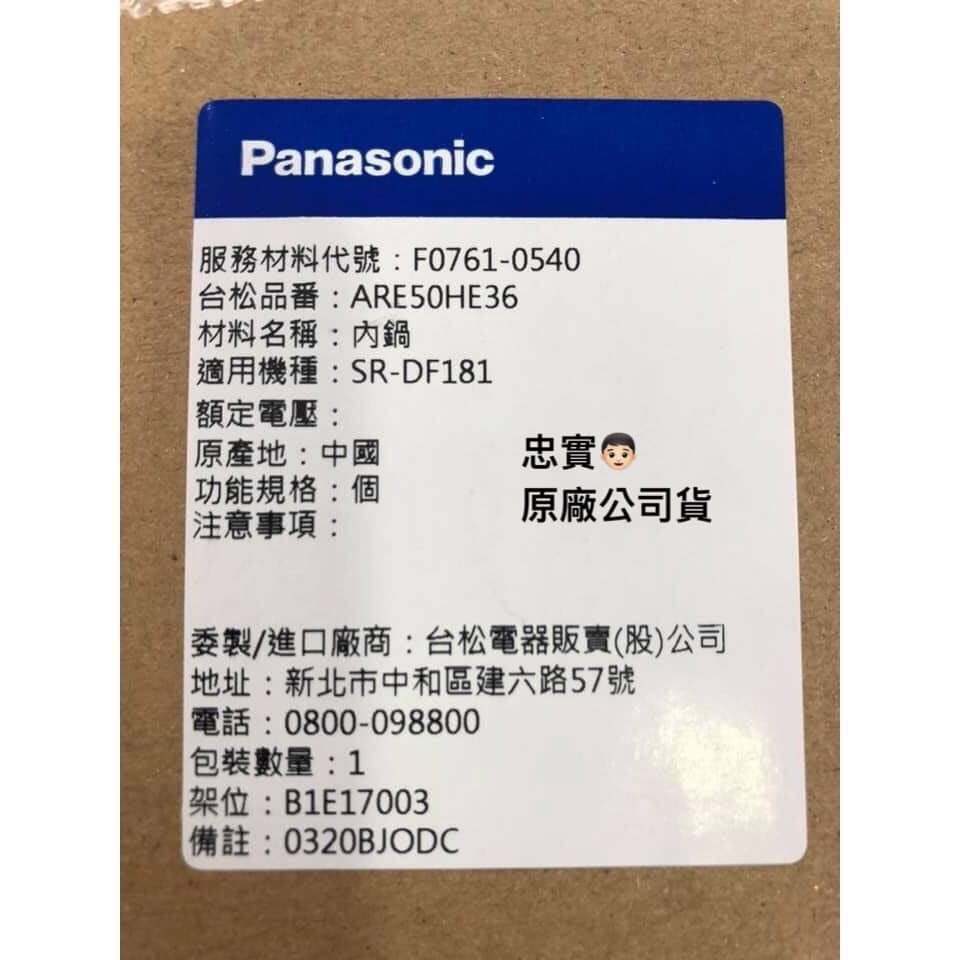 Panasonic
服務材料代號：F0761-0540
台松品番：ARE50HE36
材料名稱：內鍋
適用機種：SR-DF181
額定電壓：
原產地：中國
功能規格：個
注意事項：
忠實👦🏻
原廠公司貨
委製/進口廠商：台松電器販賣(股)公司
地址：新北市中和區建六路57號
電話：0800-098800
包裝數量：1
架位：B1E17003
備註：0320BJODC